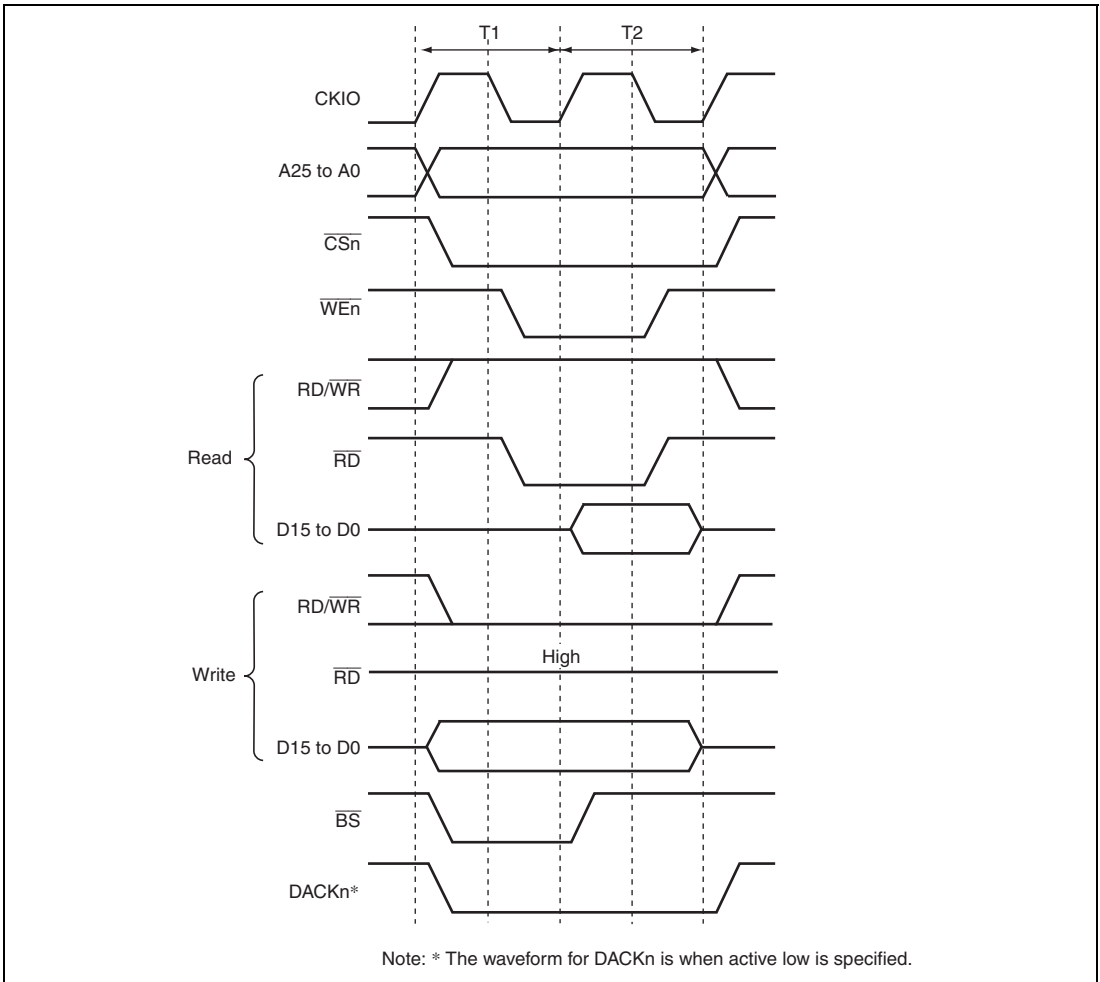 T1 T2
CKIO
A25 to A0
CSn
WEn
RD/WR
Read
RD
D15 to D0
RD/WR
High
Write
RD
D15 to D0
BS
DACKn*
Note: * The waveform for DACKn is when active low is specified.